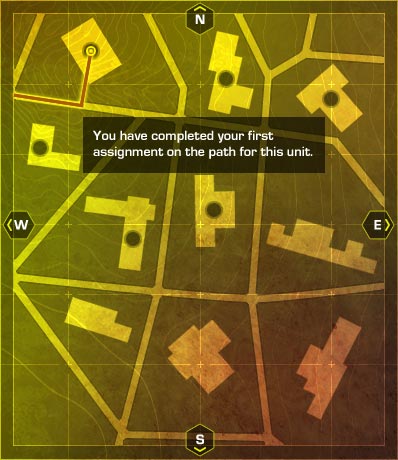 N
You have completed your first
assignment on the path for this unit.
W
E
S